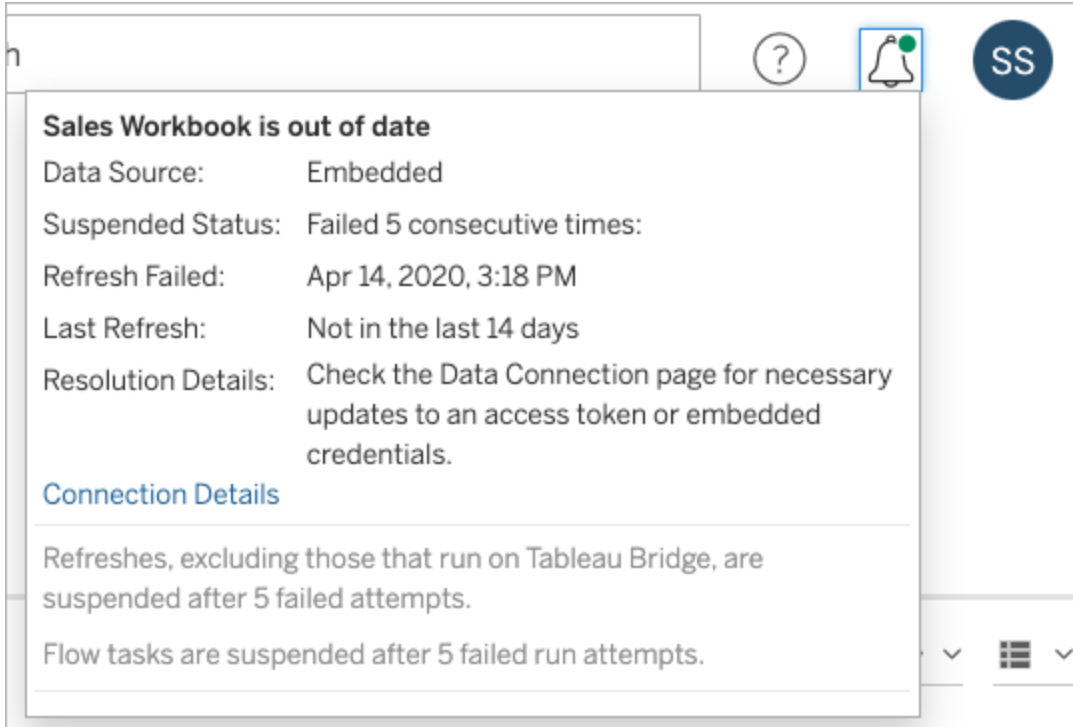 h
? SS
Sales Workbook is out of date
Data Source: Embedded
Suspended Status: Failed 5 consecutive times:
Refresh Failed: Apr 14, 2020, 3:18 PM
Last Refresh: Not in the last 14 days
Resolution Details: Check the Data Connection page for necessary
updates to an access token or embedded
credentials.
Connection Details
Refreshes, excluding those that run on Tableau Bridge, are
suspended after 5 failed attempts.
Flow tasks are suspended after 5 failed run attempts.